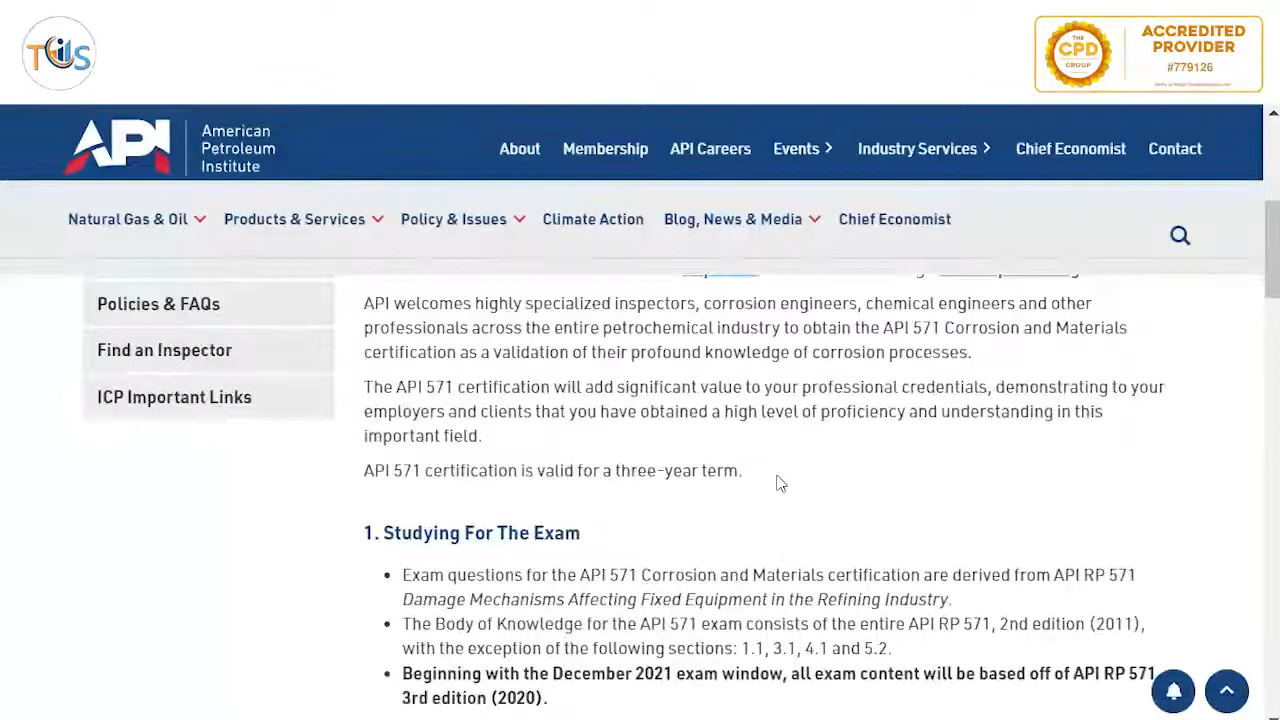 TCIIS
THE
CPD
GROUP
ACCREDITED
PROVIDER
#779126
API
American
Petroleum
Institute
About Membership API Careers Events Industry Services Chief Economist Contact
Natural Gas & Oil Products & Services Policy & Issues Climate Action Blog, News & Media Chief Economist
Policies & FAQs
Find an Inspector
ICP Important Links
API welcomes highly specialized inspectors, corrosion engineers, chemical engineers and other
professionals across the entire petrochemical industry to obtain the API 571 Corrosion and Materials
certification as a validation of their profound knowledge of corrosion processes.
The API 571 certification will add significant value to your professional credentials, demonstrating to your
employers and clients that you have obtained a high level of proficiency and understanding in this
important field.
API 571 certification is valid for a three-year term.
1. Studying For The Exam
• Exam questions for the API 571 Corrosion and Materials certification are derived from API RP 571
Damage Mechanisms Affecting Fixed Equipment in the Refining Industry.
• The Body of Knowledge for the API 571 exam consists of the entire API RP 571, 2nd edition (2011),
with the exception of the following sections: 1.1, 3.1, 4.1 and 5.2.
• Beginning with the December 2021 exam window, all exam content will be based off of API RP 571
3rd edition (2020).